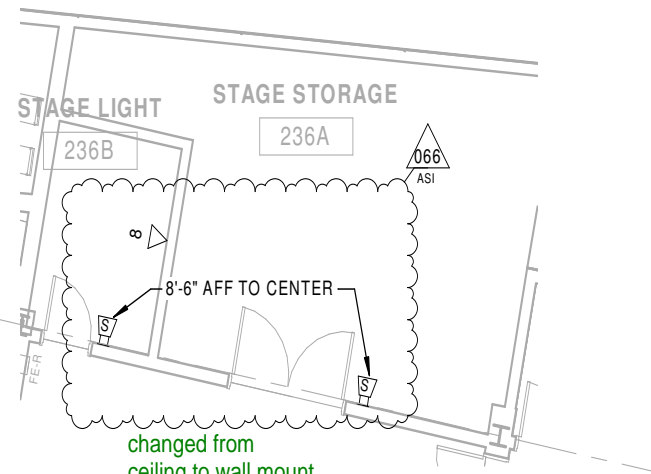 STAGE LIGHT
236B
STAGE STORAGE
236A
066
ASI
8
8'-6" AFF TO CENTER
S
S
FE-R
changed from
ceiling to wall mount